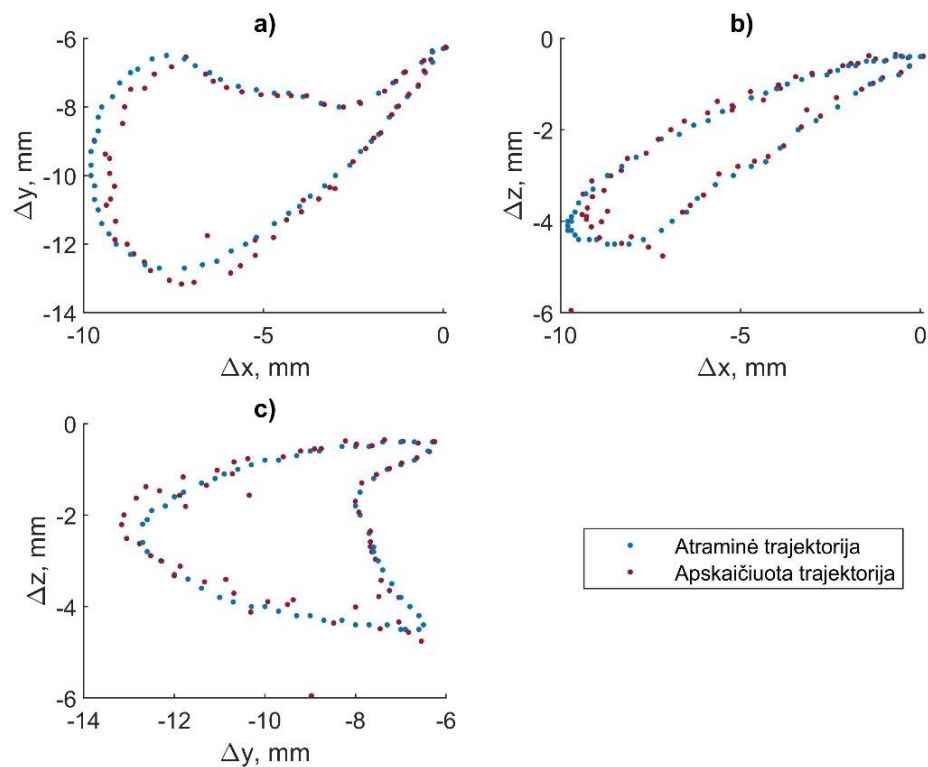 a)
-6
-8
-10
-12
-14
-10
-5
0
Δy, mm
Δx, mm
b)
0
-2
-4
-6
-10
-5
0
Δz, mm
Δx, mm
c)
0
-2
-4
-6
-14
-12
-10
-8
-6
Δz, mm
Δy, mm
Atraminė trajektorija
Apskaičiuota trajektorija